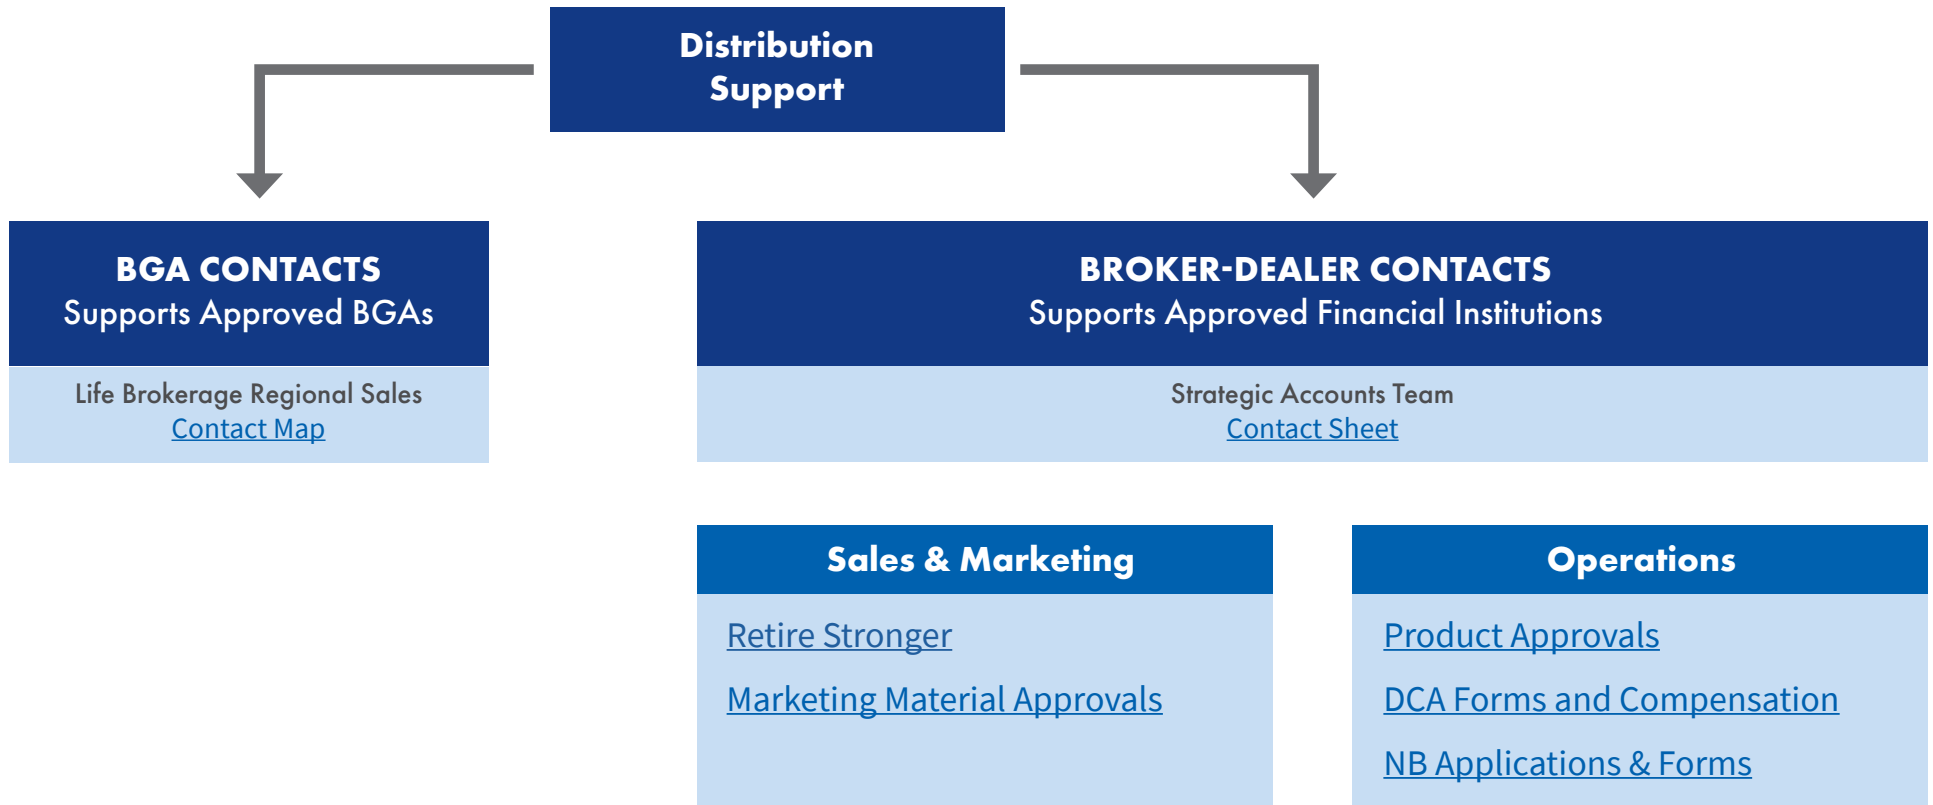 Distribution
Support
BGA CONTACTS
Supports Approved BGAs
Life Brokerage Regional Sales
Contact Map
BROKER-DEALER CONTACTS
Supports Approved Financial Institutions
Strategic Accounts Team
Contact Sheet
Sales & Marketing
Retire Stronger
Marketing Material Approvals
Operations
Product Approvals
DCA Forms and Compensation
NB Applications & Forms